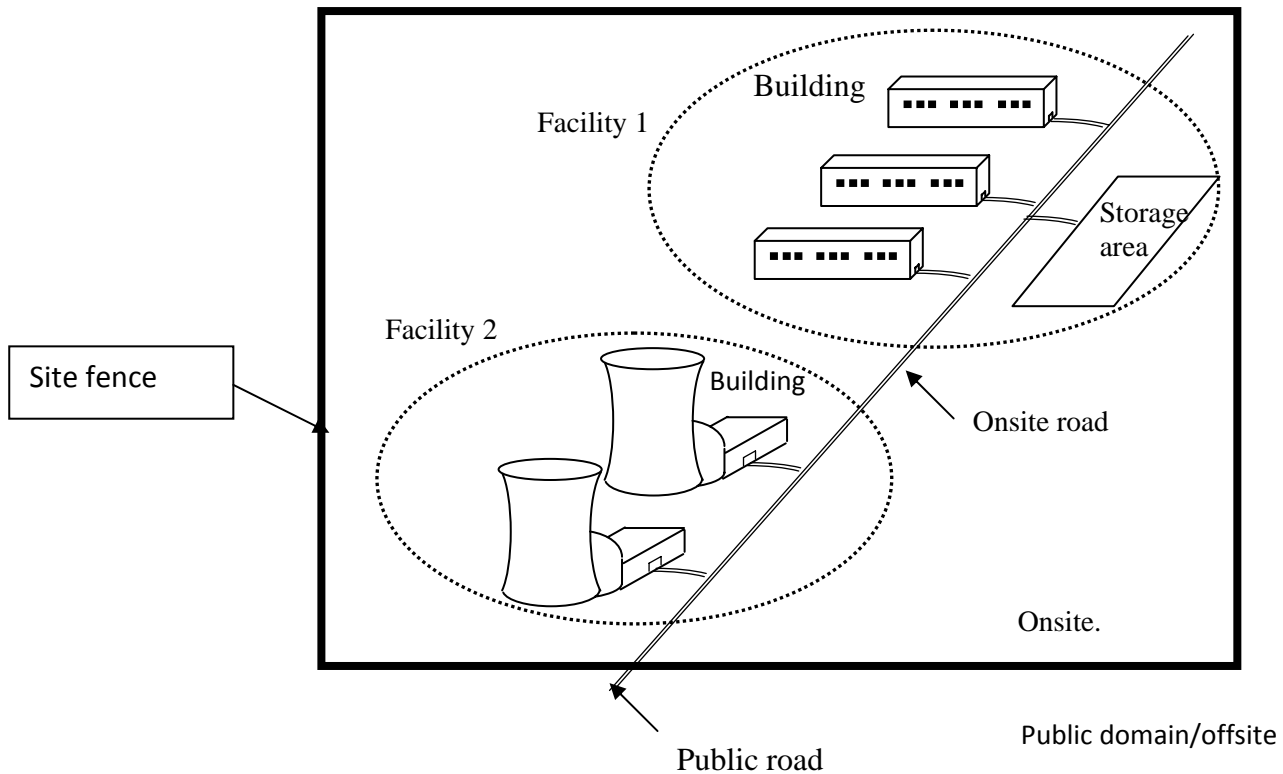 Building
Facility 1
Storage
area
Facility 2
Site fence
Building
Onsite road
Onsite.
Public domain/offsite
Public road